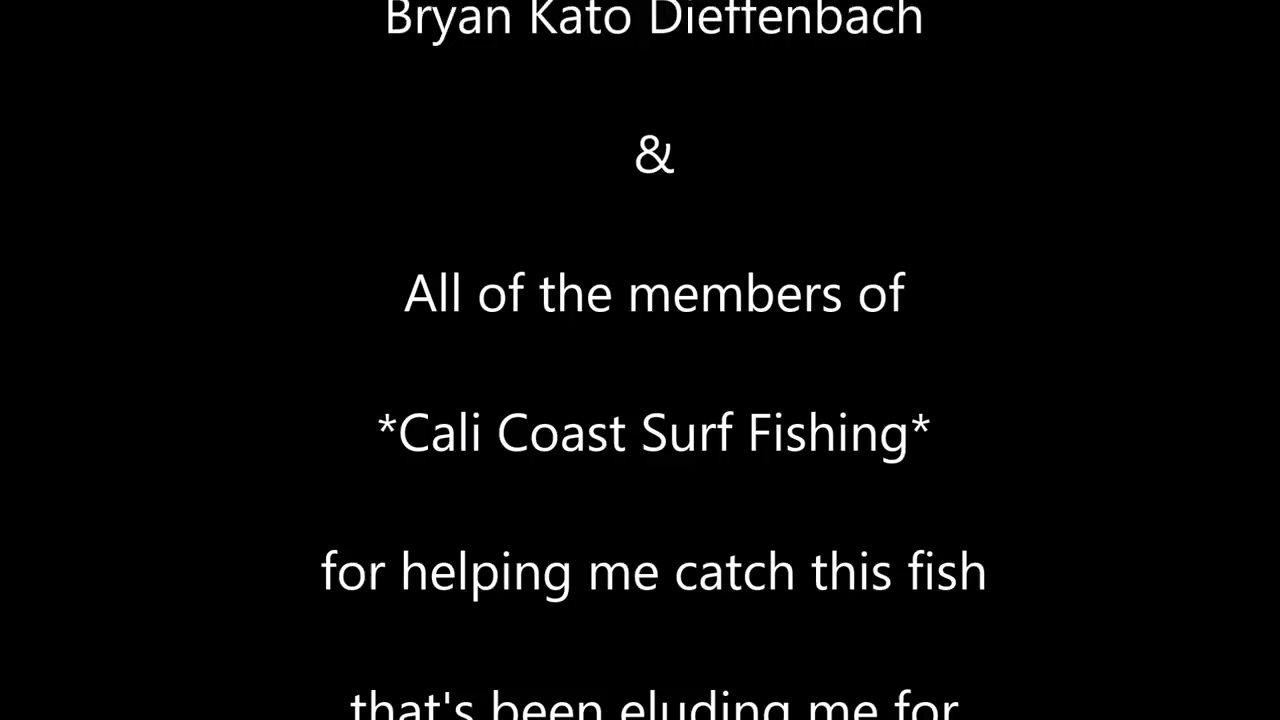 Bryan Kato Dieffenbach
&
All of the members of
*Cali Coast Surf Fishing*
for helping me catch this fish
that's been eluding me for